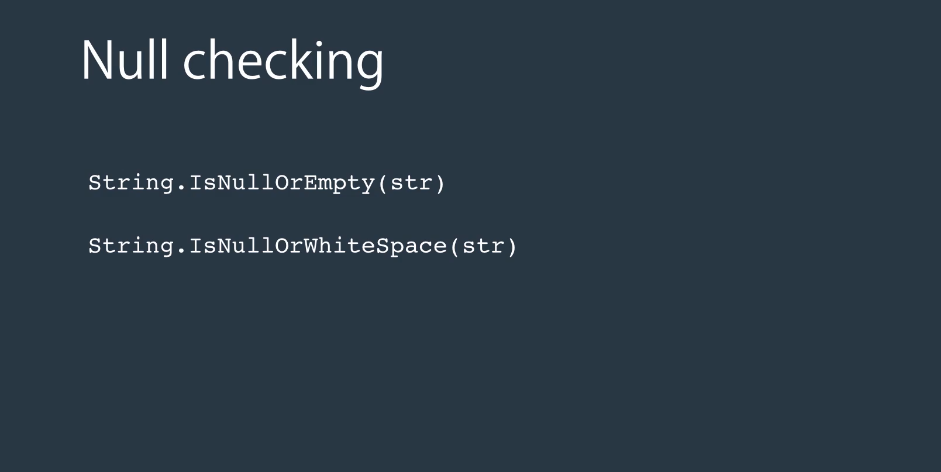 Null checking
String.IsNullOrEmpty(str)
String.IsNullOrWhiteSpace(str)